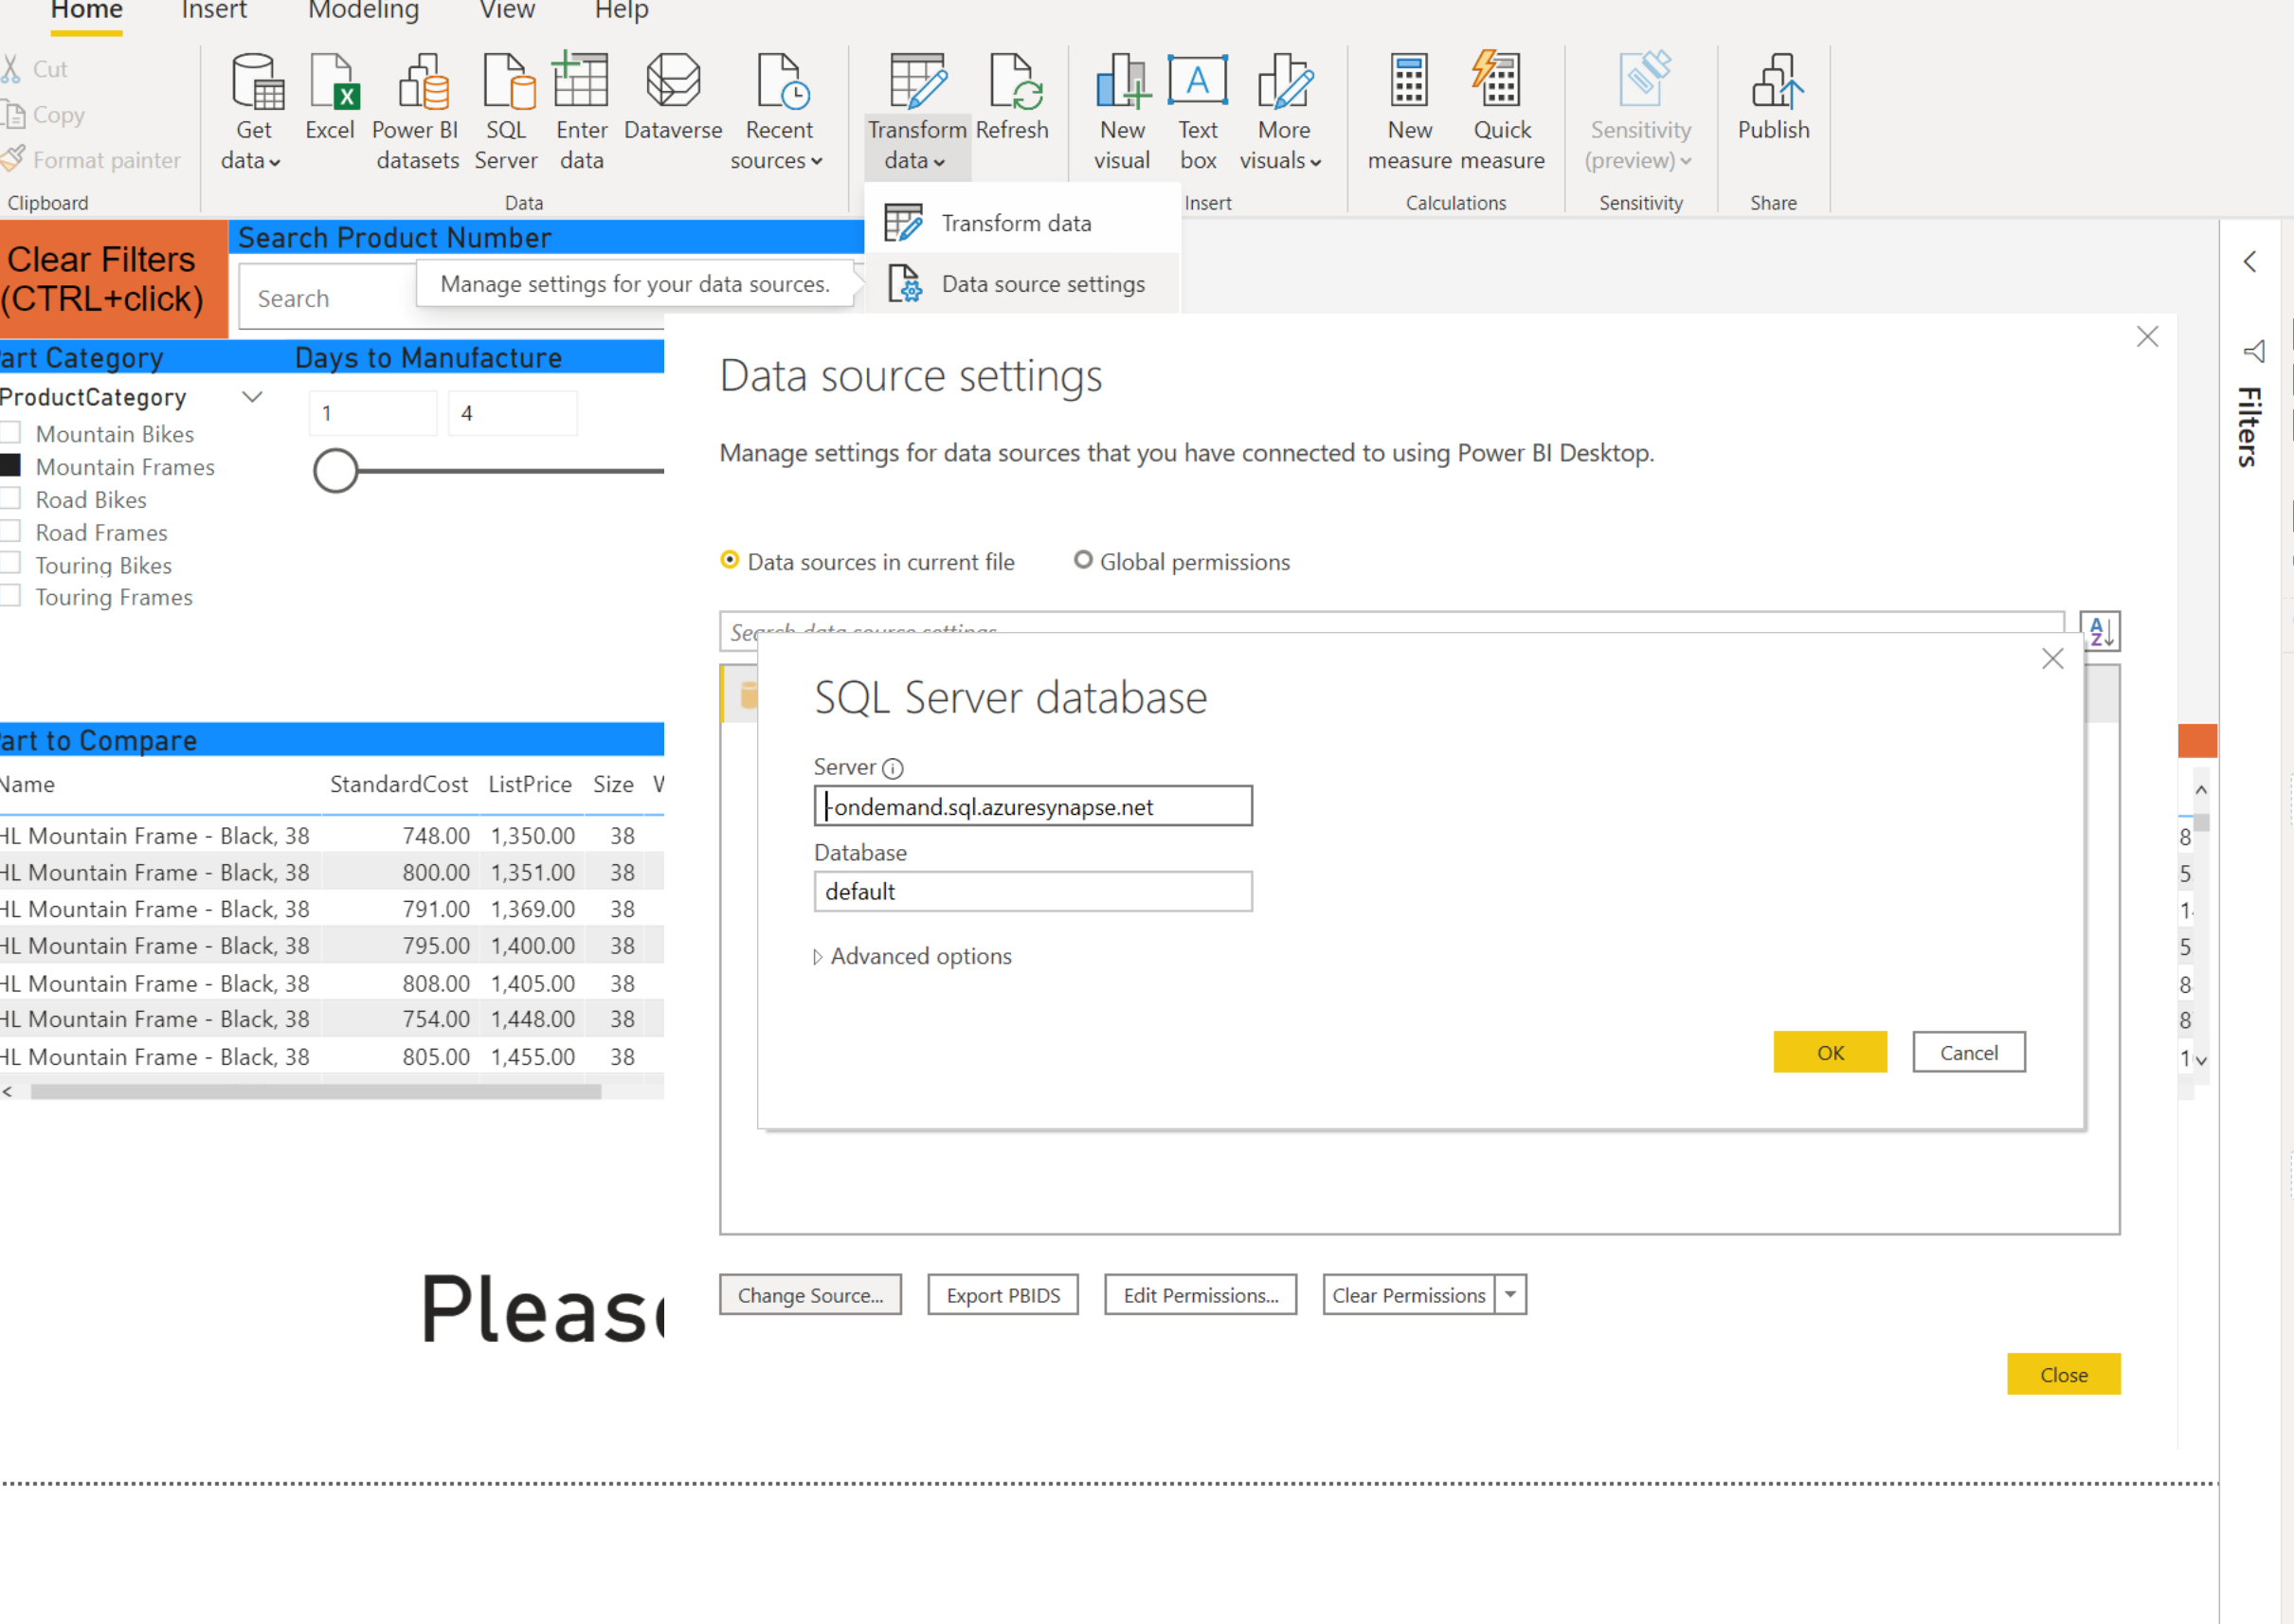 Home Insert Modeling View Help
Cut
Copy
Format painter
Clipboard
Get data
Excel
Power BI datasets
SQL Server
Enter data
Dataverse
Recent sources
Data
Transform data
Refresh
New visual
Text box
More visuals
Insert
New measure
Quick measure
Calculations
Sensitivity (preview)
Sensitivity
Publish
Share
Transform data
Data source settings
Manage settings for your data sources.
Clear Filters
(CTRL+click)
Search Product Number
Search
art Category
Days to Manufacture
ProductCategory
1 4
Mountain Bikes
Mountain Frames
Road Bikes
Road Frames
Touring Bikes
Touring Frames
art to Compare
Name StandardCost ListPrice Size
HL Mountain Frame - Black, 38 748.00 1,350.00 38
HL Mountain Frame - Black, 38 800.00 1,351.00 38
HL Mountain Frame - Black, 38 791.00 1,369.00 38
HL Mountain Frame - Black, 38 795.00 1,400.00 38
HL Mountain Frame - Black, 38 808.00 1,405.00 38
HL Mountain Frame - Black, 38 754.00 1,448.00 38
HL Mountain Frame - Black, 38 805.00 1,455.00 38
Please
Data source settings
Manage settings for data sources that you have connected to using Power BI Desktop.
Data sources in current file
Global permissions
Search data source settings
SQL Server database
Server
-ondemand.sql.azuresynapse.net
Database
default
Advanced options
OK
Cancel
Change Source...
Export PBIDS
Edit Permissions...
Clear Permissions
Close
8
5
1
5
8
8
1
Filters